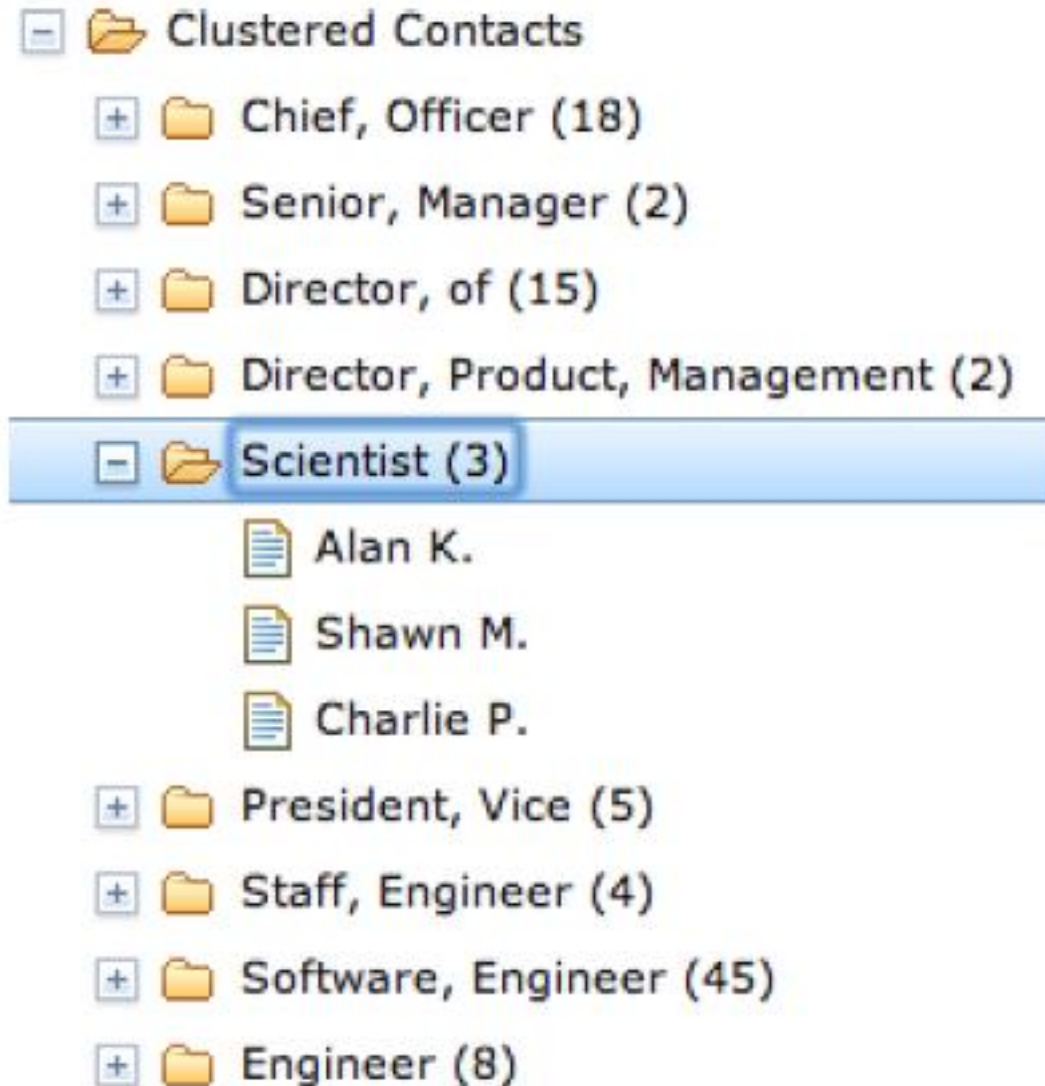 Clustered Contacts
Chief, Officer (18)
Senior, Manager (2)
Director, of (15)
Director, Product, Management (2)
Scientist (3)
Alan K.
Shawn M.
Charlie P.
President, Vice (5)
Staff, Engineer (4)
Software, Engineer (45)
Engineer (8)